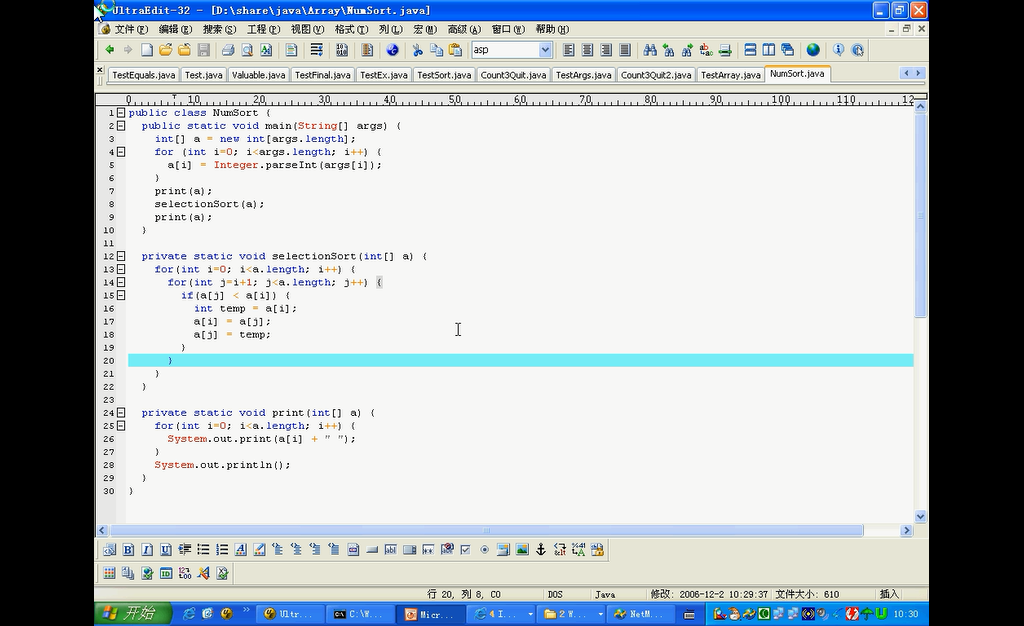 UltraEdit-32 - [D:\share\java\Array\NumSort.java]
文件(F) 编辑(E) 搜索(S) 工程(P) 视图(V) 格式(T) 列(L) 宏(M) 高级(A) 窗口(W) 帮助(H)
asp
TestEquals.java Test.java Valuable.java TestFinal.java TestEx.java TestSort.java Count3Quit.java TestArgs.java Count3Quit2.java TestArray.java NumSort.java
0 10 20 30 40 50 60 70 80 90 100 110 12
1 public class NumSort {
2 public static void main(String[] args) {
3 int[] a = new int[args.length];
4 for (int i=0; i<args.length; i++) {
5 a[i] = Integer.parseInt(args[i]);
6 }
7 print(a);
8 selectionSort(a);
9 print(a);
10 }
11
12 private static void selectionSort(int[] a) {
13 for(int i=0; i<a.length; i++) {
14 for(int j=i+1; j<a.length; j++) {
15 if(a[j] < a[i]) {
16 int temp = a[i];
17 a[i] = a[j];
18 a[j] = temp;
19 }
20 }
21 }
22 }
23
24 private static void print(int[] a) {
25 for(int i=0; i<a.length; i++) {
26 System.out.print(a[i] + " ");
27 }
28 System.out.println();
29 }
30 }
行 20, 列 8, C0 DOS Java 修改: 2006-12-2 10:29:37 文件大小: 610 插入
开始 Ultr... C:\W... Micr... 4 I... 2 W... NetM... 10:30